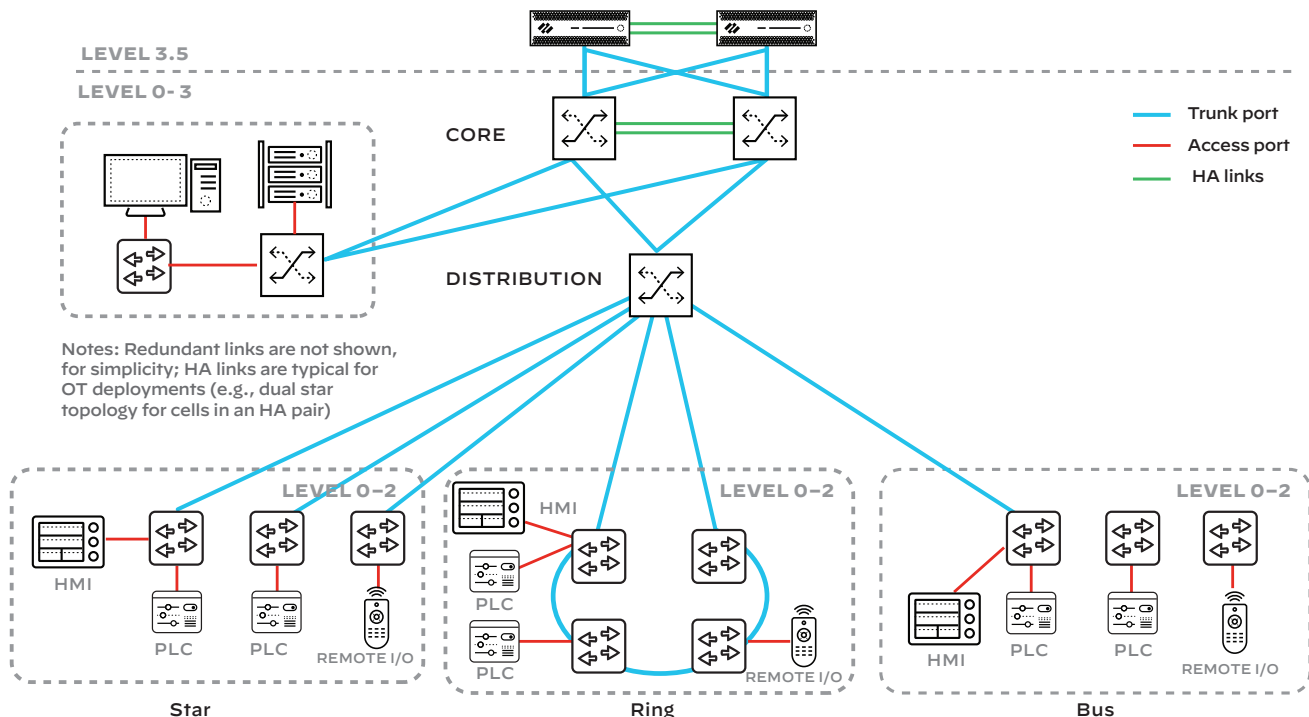 LEVEL 3.5
LEVEL 0- 3
CORE
Trunk port
Access port
HA links
DISTRIBUTION
Notes: Redundant links are not shown,
for simplicity; HA links are typical for
OT deployments (e.g., dual star
topology for cells in an HA pair)
LEVEL 0–2
HMI
PLC
PLC
REMOTE I/O
Star
LEVEL 0–2
HMI
PLC
PLC
REMOTE I/O
Ring
LEVEL 0–2
HMI
PLC
PLC
REMOTE I/O
Bus